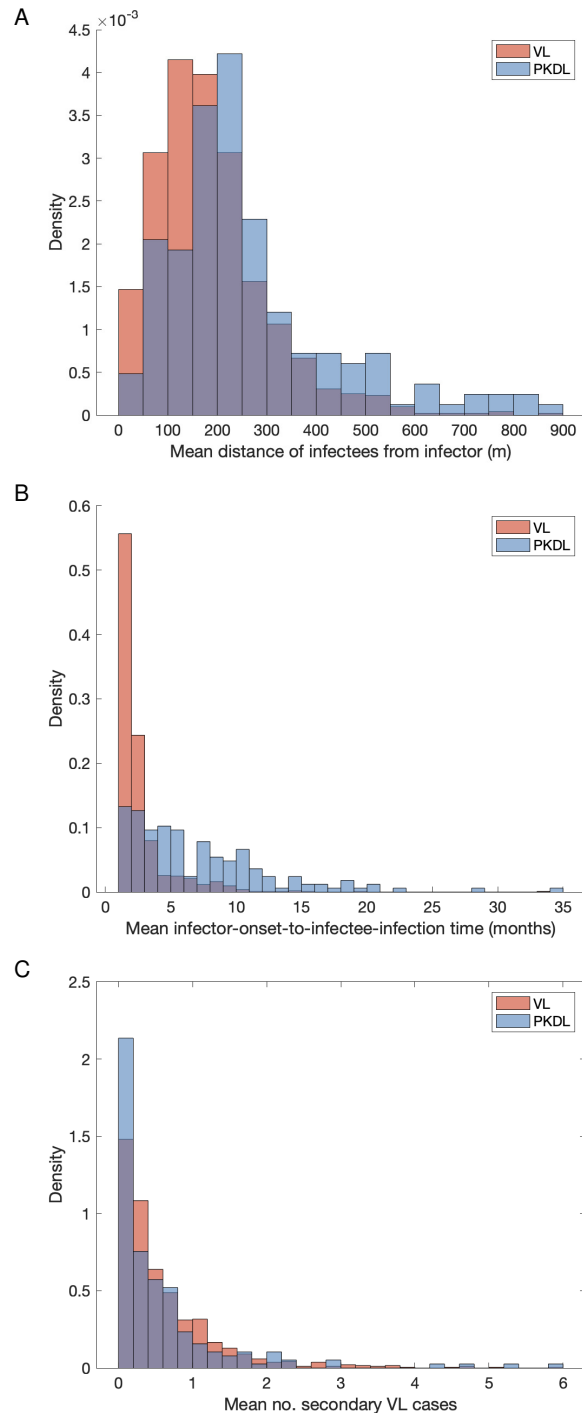 A
×10⁻³
4.5
4
3.5
3
2.5
2
1.5
1
0.5
0
Density
VL
PKDL
0 100 200 300 400 500 600 700 800 900
Mean distance of infectees from infector (m)
B
0.6
0.5
0.4
0.3
0.2
0.1
0
Density
VL
PKDL
0 5 10 15 20 25 30 35
Mean infector-onset-to-infectee-infection time (months)
C
2.5
2
1.5
1
0.5
0
Density
VL
PKDL
0 1 2 3 4 5 6
Mean no. secondary VL cases